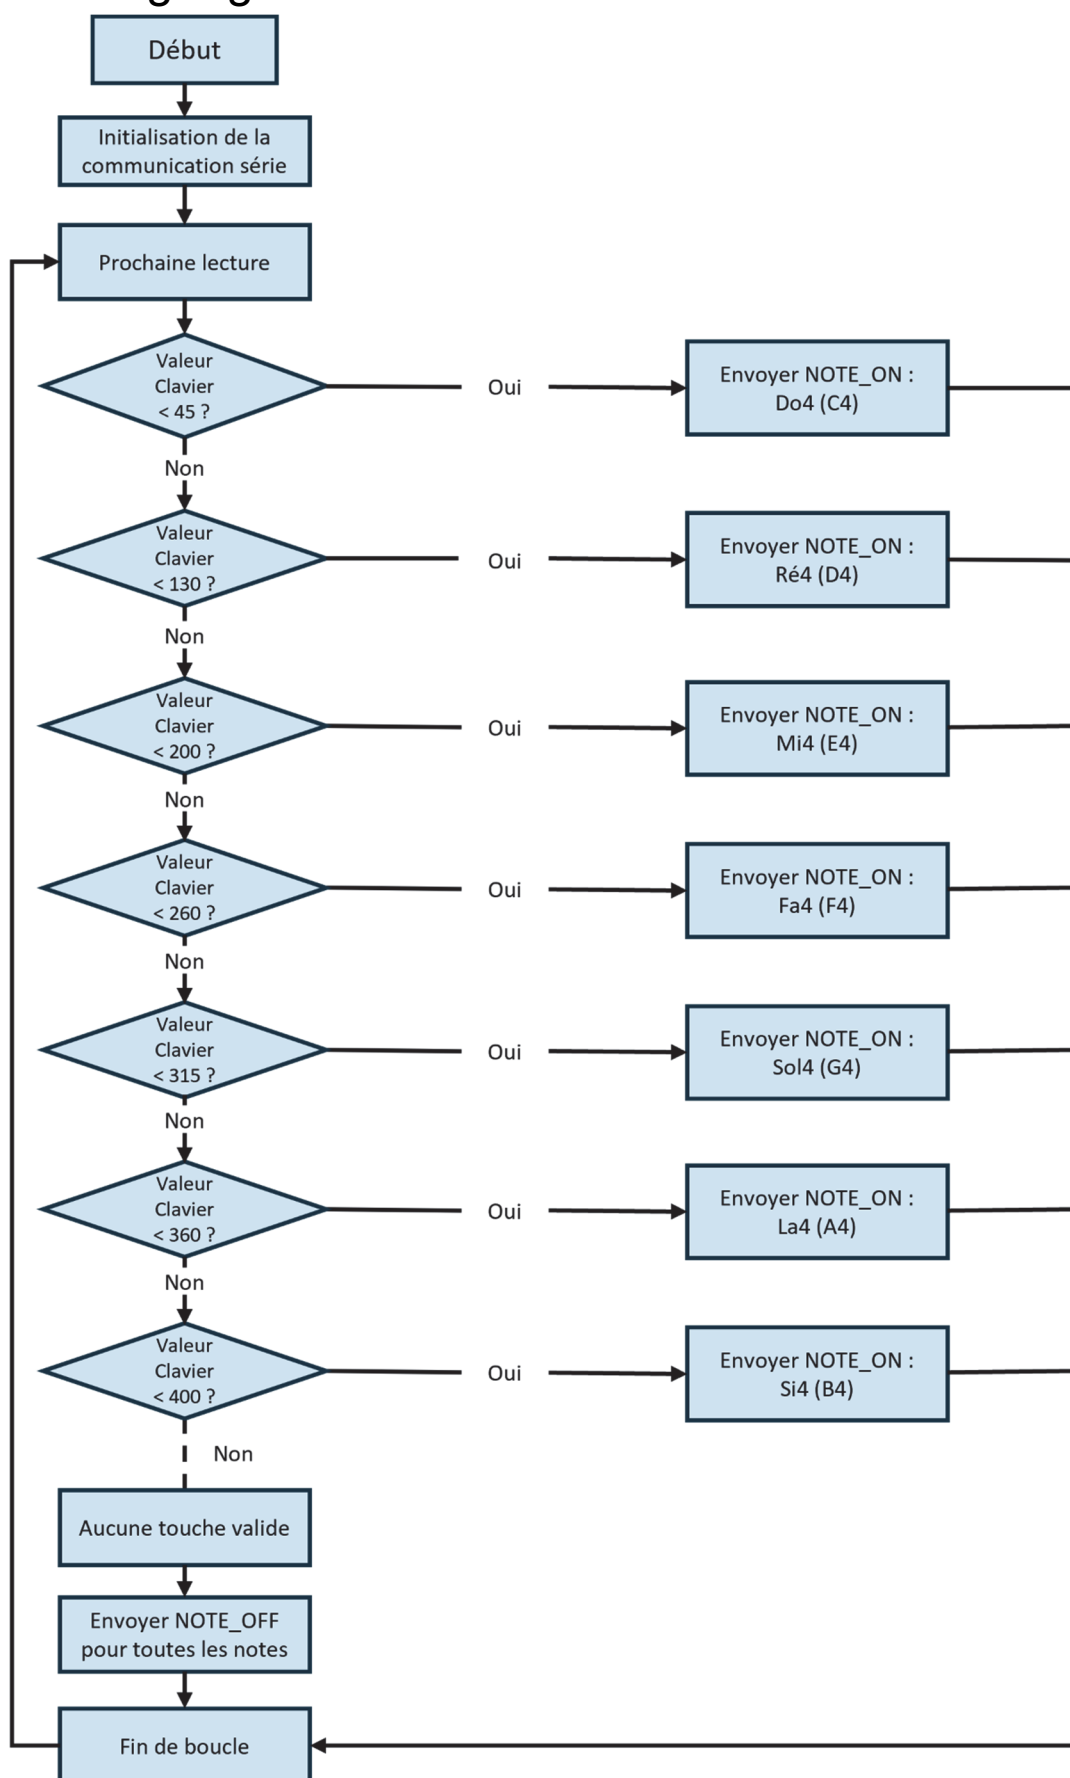 Début
Initialisation de la
communication série
Prochaine lecture
Valeur
Clavier
< 45 ?
Oui
Envoyer NOTE_ON :
Do4 (C4)
Non
Valeur
Clavier
< 130 ?
Oui
Envoyer NOTE_ON :
Ré4 (D4)
Non
Valeur
Clavier
< 200 ?
Oui
Envoyer NOTE_ON :
Mi4 (E4)
Non
Valeur
Clavier
< 260 ?
Oui
Envoyer NOTE_ON :
Fa4 (F4)
Non
Valeur
Clavier
< 315 ?
Oui
Envoyer NOTE_ON :
Sol4 (G4)
Non
Valeur
Clavier
< 360 ?
Oui
Envoyer NOTE_ON :
La4 (A4)
Non
Valeur
Clavier
< 400 ?
Oui
Envoyer NOTE_ON :
Si4 (B4)
Non
Aucune touche valide
Envoyer NOTE_OFF
pour toutes les notes
Fin de boucle